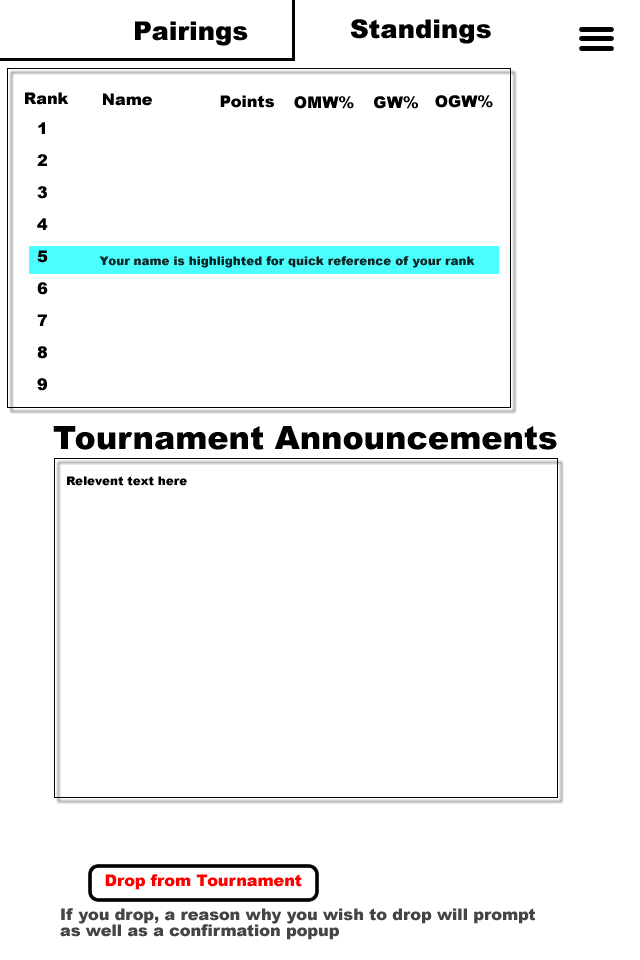 Pairings Standings
Rank Name Points OMW% GW% OGW%
1
2
3
4
5 Your name is highlighted for quick reference of your rank
6
7
8
9
Tournament Announcements
Relevent text here
Drop from Tournament
If you drop, a reason why you wish to drop will prompt
as well as a confirmation popup